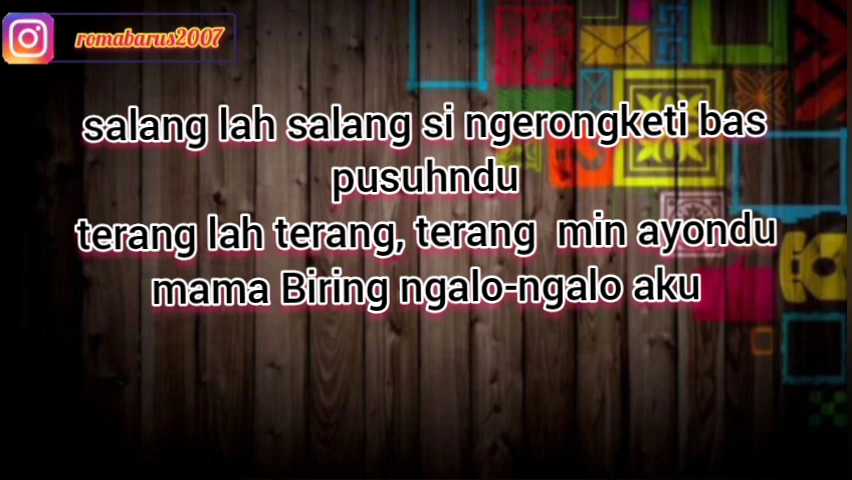 romabarus2007
salang lah salang si ngerongketi bas
pusuhndu
terang lah terang, terang  min ayondu
mama Biring ngalo-ngalo aku